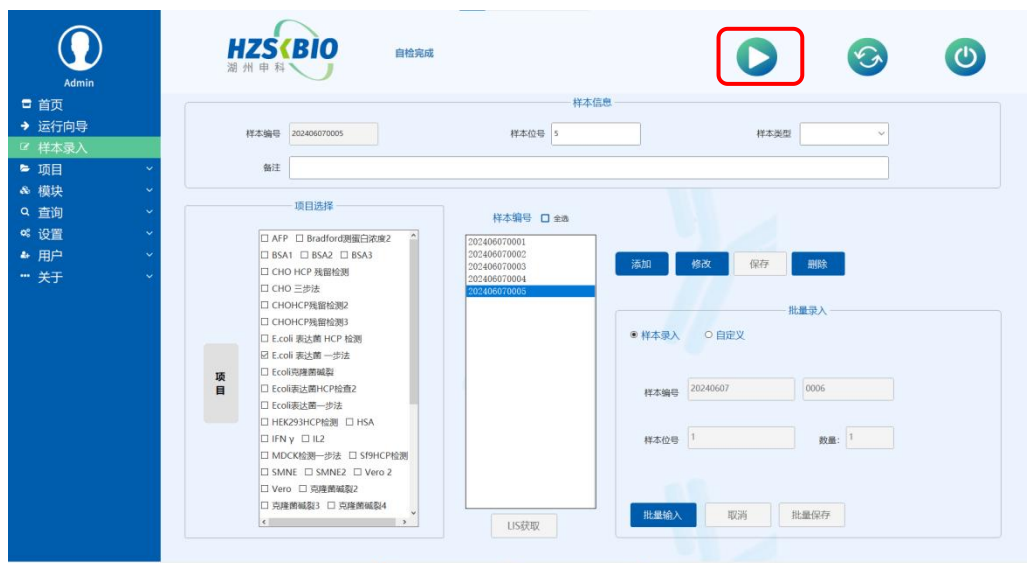 Admin
首页
运行向导
样本录入
项目
模块
查询
设置
用户
关于
HZSKBIO
湖州申科
自检完成
样本信息
样本编号 202406070005 样本位号 5 样本类型
备注
项目选择
AFP Bradford测蛋白浓度2
BSA1 BSA2 BSA3
CHO HCP 残留检测
CHO 三步法
CHOHCP残留检测2
CHOHCP残留检测3
E.coli 表达菌 HCP 检测
E.coli 表达菌 一步法
Ecoli克隆菌碱裂
Ecoli表达菌HCP检查2
Ecoli表达菌一步法
HEK293HCP检测 HSA
IFN γ IL2
MDCK检测一步法 Sf9HCP检测
SMNE SMNE2 Vero 2
Vero 克隆菌碱裂2
克隆菌碱裂3 克隆菌碱裂4
项目
样本编号 全选
202406070001
202406070002
202406070003
202406070004
202406070005
LIS获取
添加 修改 保存 删除
批量录入
样本录入 自定义
样本编号 20240607 0006
样本位号 1 数量: 1
批量输入 取消 批量保存